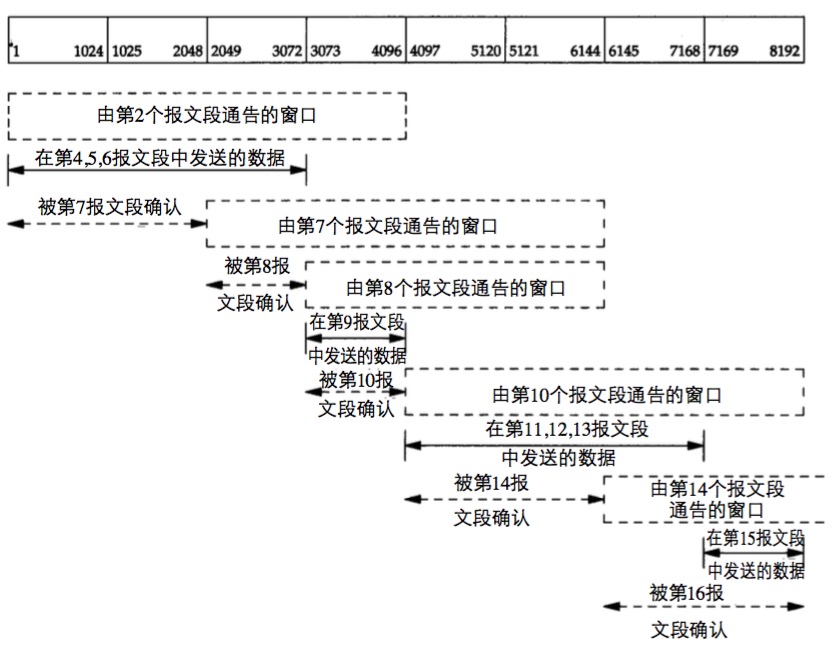 1 1024 1025 2048 2049 3072 3073 4096 4097 5120 5121 6144 6145 7168 7169 8192
由第2个报文段通告的窗口
在第4,5,6报文段中发送的数据
被第7报文段确认
由第7个报文段通告的窗口
被第8报
文段确认
由第8个报文段通告的窗口
在第9报文段
中发送的数据
被第10报
文段确认
由第10个报文段通告的窗口
在第11,12,13报文段
中发送的数据
被第14报
文段确认
由第14个报文段
通告的窗口
在第15报文段
中发送的数据
被第16报
文段确认